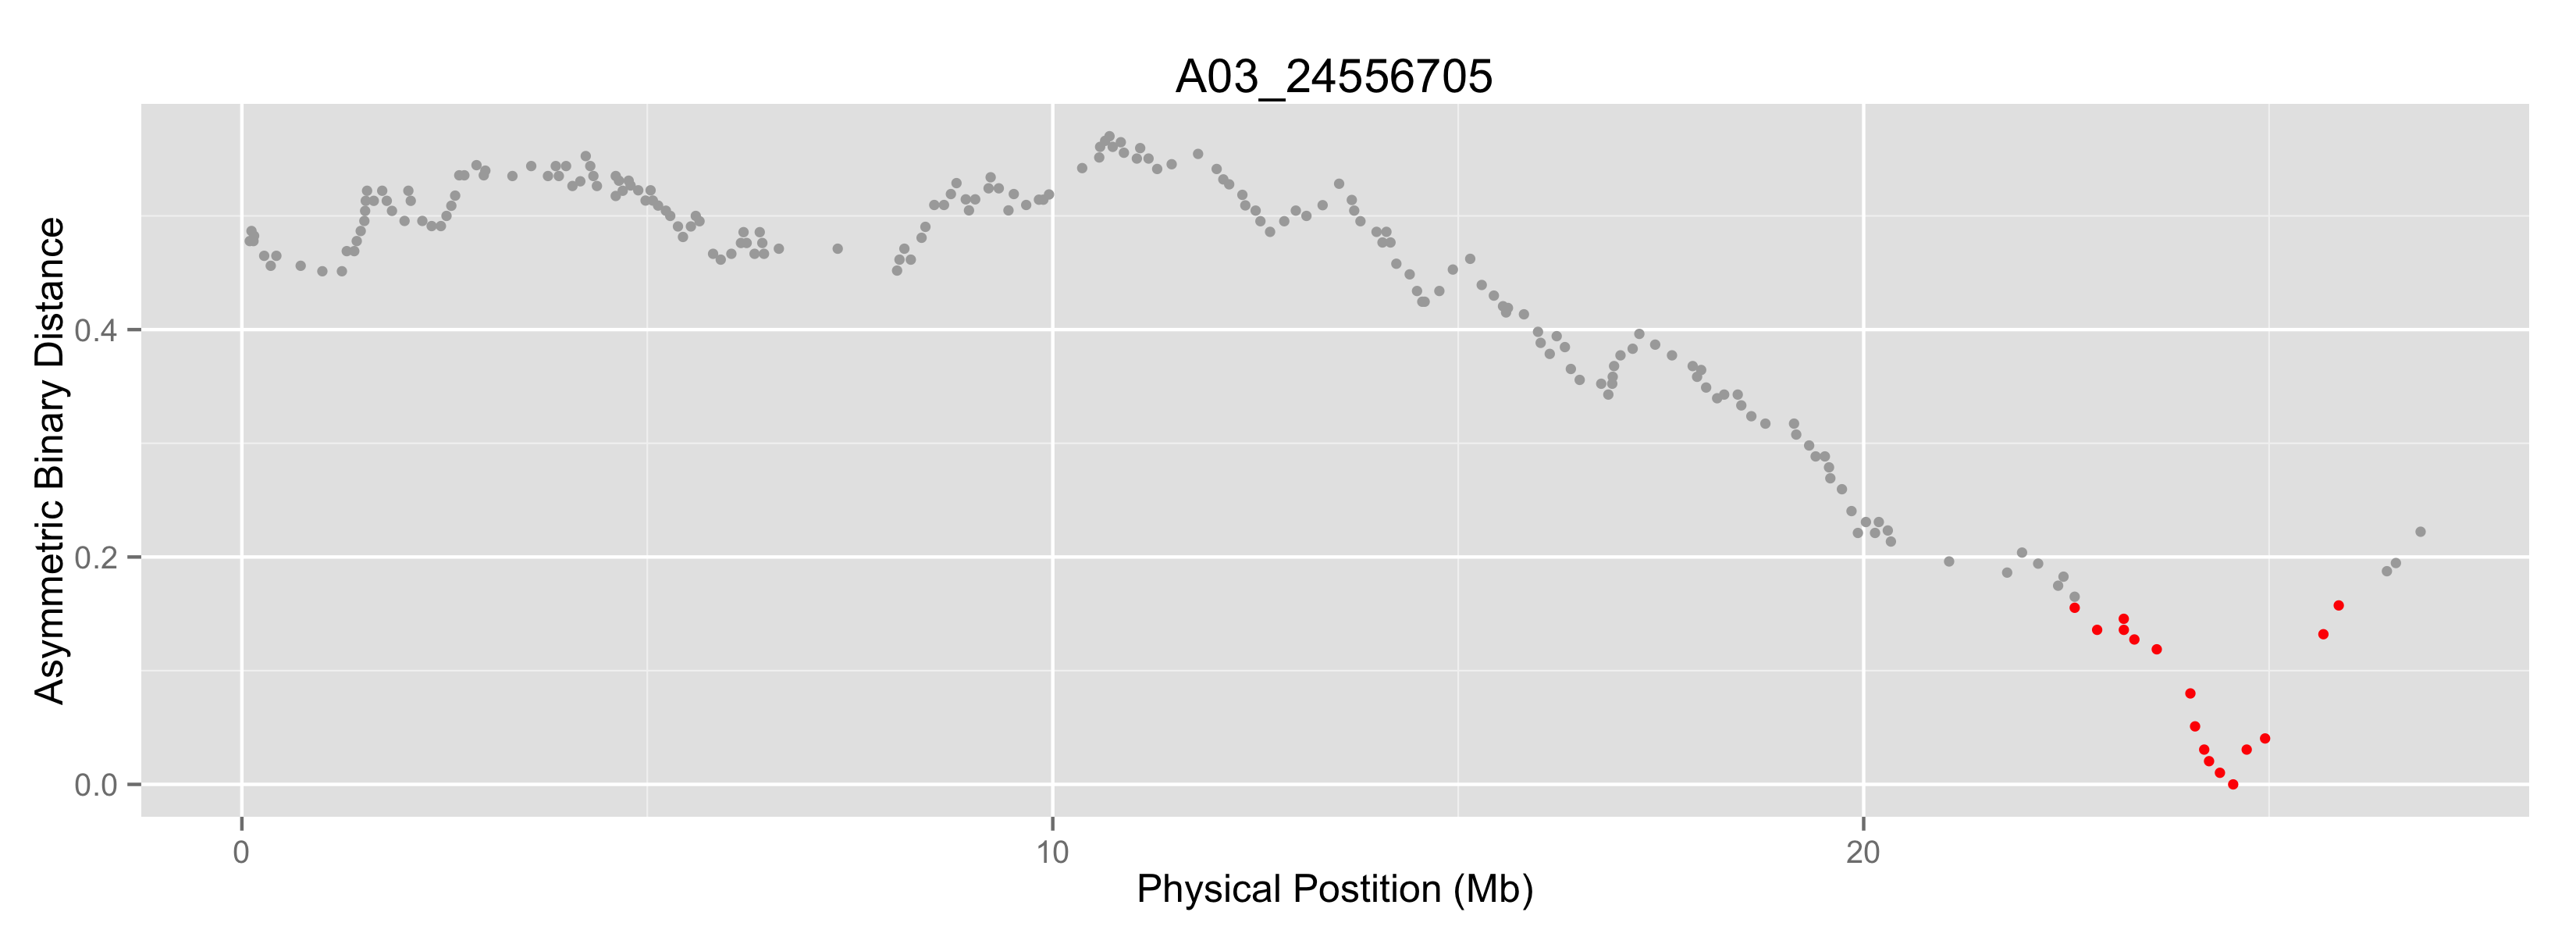 A03_24556705
Asymmetric Binary Distance
0.4
0.2
0.0
0 10 20
Physical Postition (Mb)